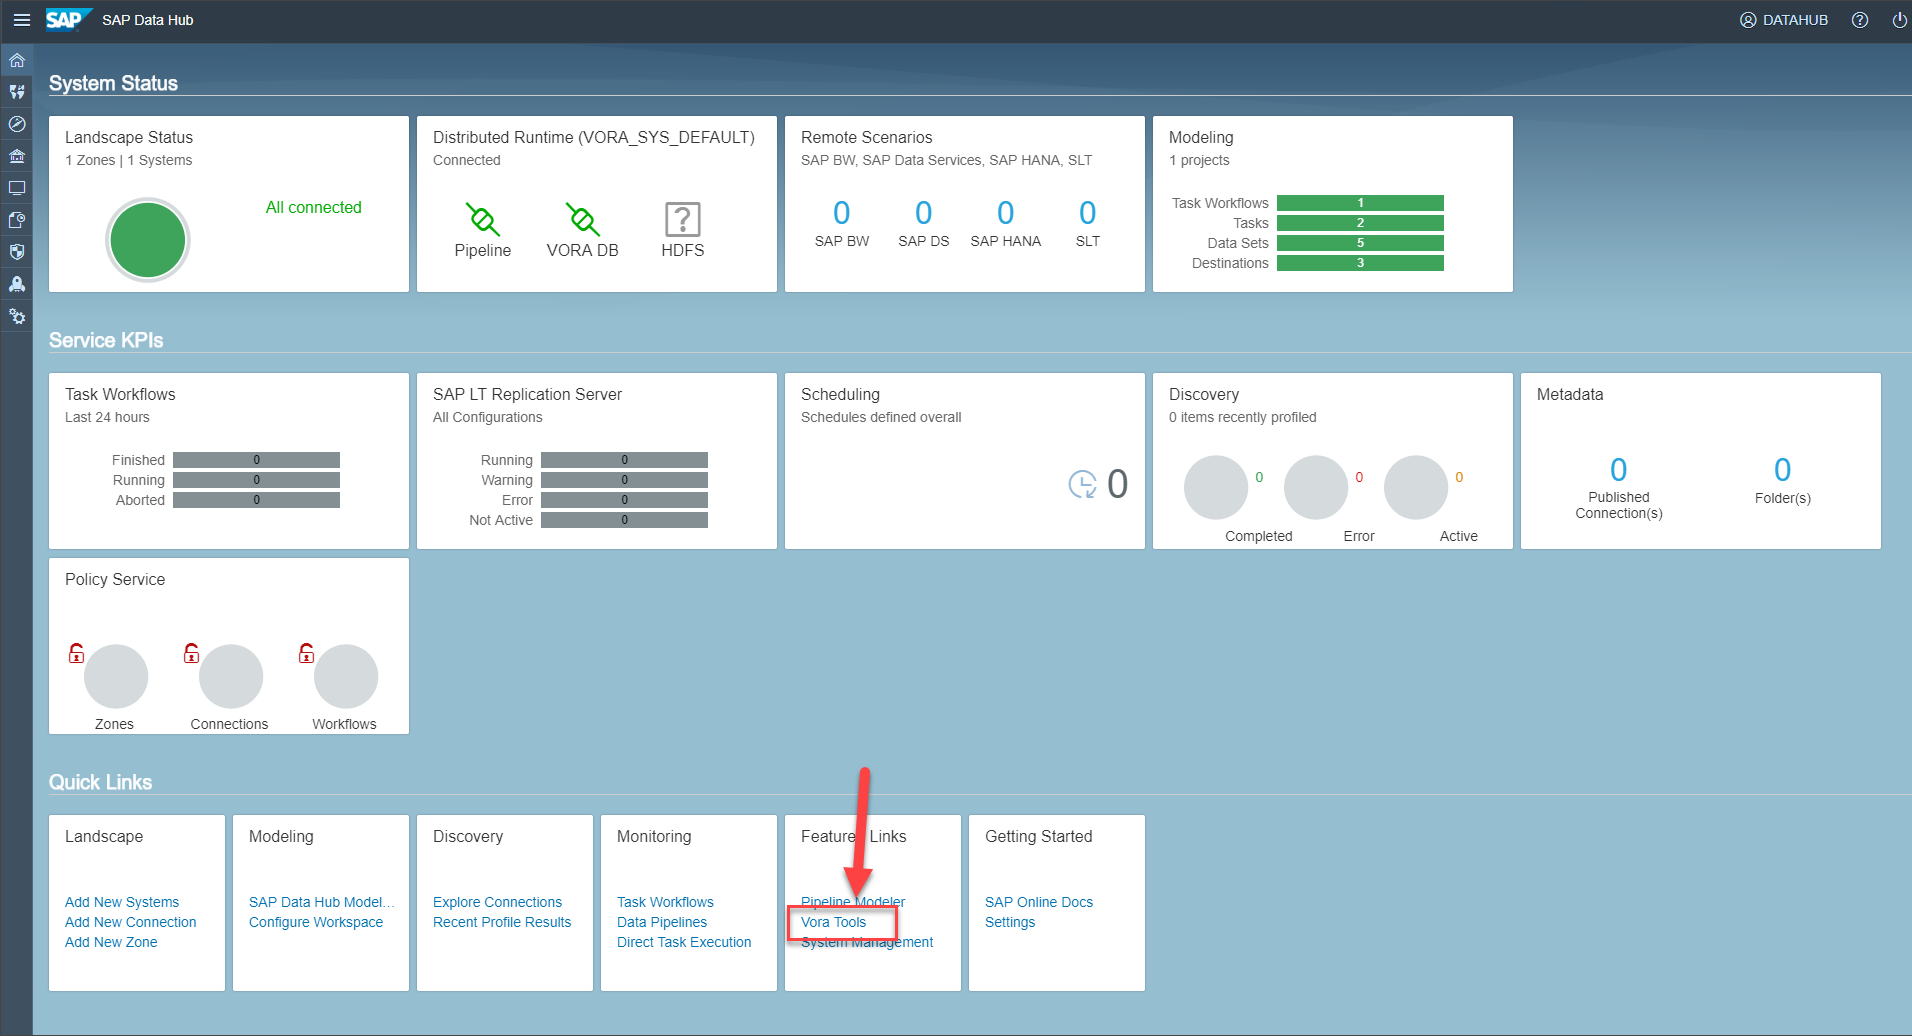 SAP SAP Data Hub
DATAHUB
System Status
Landscape Status
1 Zones | 1 Systems
All connected
Distributed Runtime (VORA_SYS_DEFAULT)
Connected
Pipeline
VORA DB
HDFS
Remote Scenarios
SAP BW, SAP Data Services, SAP HANA, SLT
0 0 0 0
SAP BW SAP DS SAP HANA SLT
Modeling
1 projects
Task Workflows 1
Tasks 2
Data Sets 5
Destinations 3
Service KPIs
Task Workflows
Last 24 hours
Finished 0
Running 0
Aborted 0
SAP LT Replication Server
All Configurations
Running 0
Warning 0
Error 0
Not Active 0
Scheduling
Schedules defined overall
0
Discovery
0 items recently profiled
0 0 0
Completed Error Active
Metadata
0 0
Published
Connection(s)
Folder(s)
Policy Service
Zones Connections Workflows
Quick Links
Landscape
Add New Systems
Add New Connection
Add New Zone
Modeling
SAP Data Hub Model...
Configure Workspace
Discovery
Explore Connections
Recent Profile Results
Monitoring
Task Workflows
Data Pipelines
Direct Task Execution
Feature Links
Pipeline Modeler
Vora Tools
System Management
Getting Started
SAP Online Docs
Settings